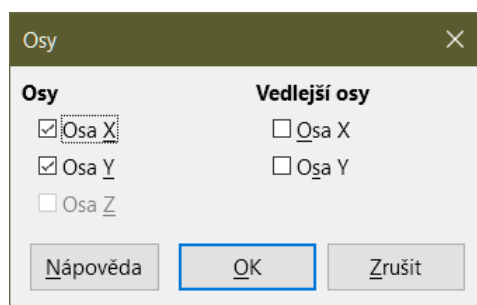 Osy
Osy Vedlejší osy
Osa X Osa X
Osa Y Osa Y
Osa Z
Nápověda OK Zrušit